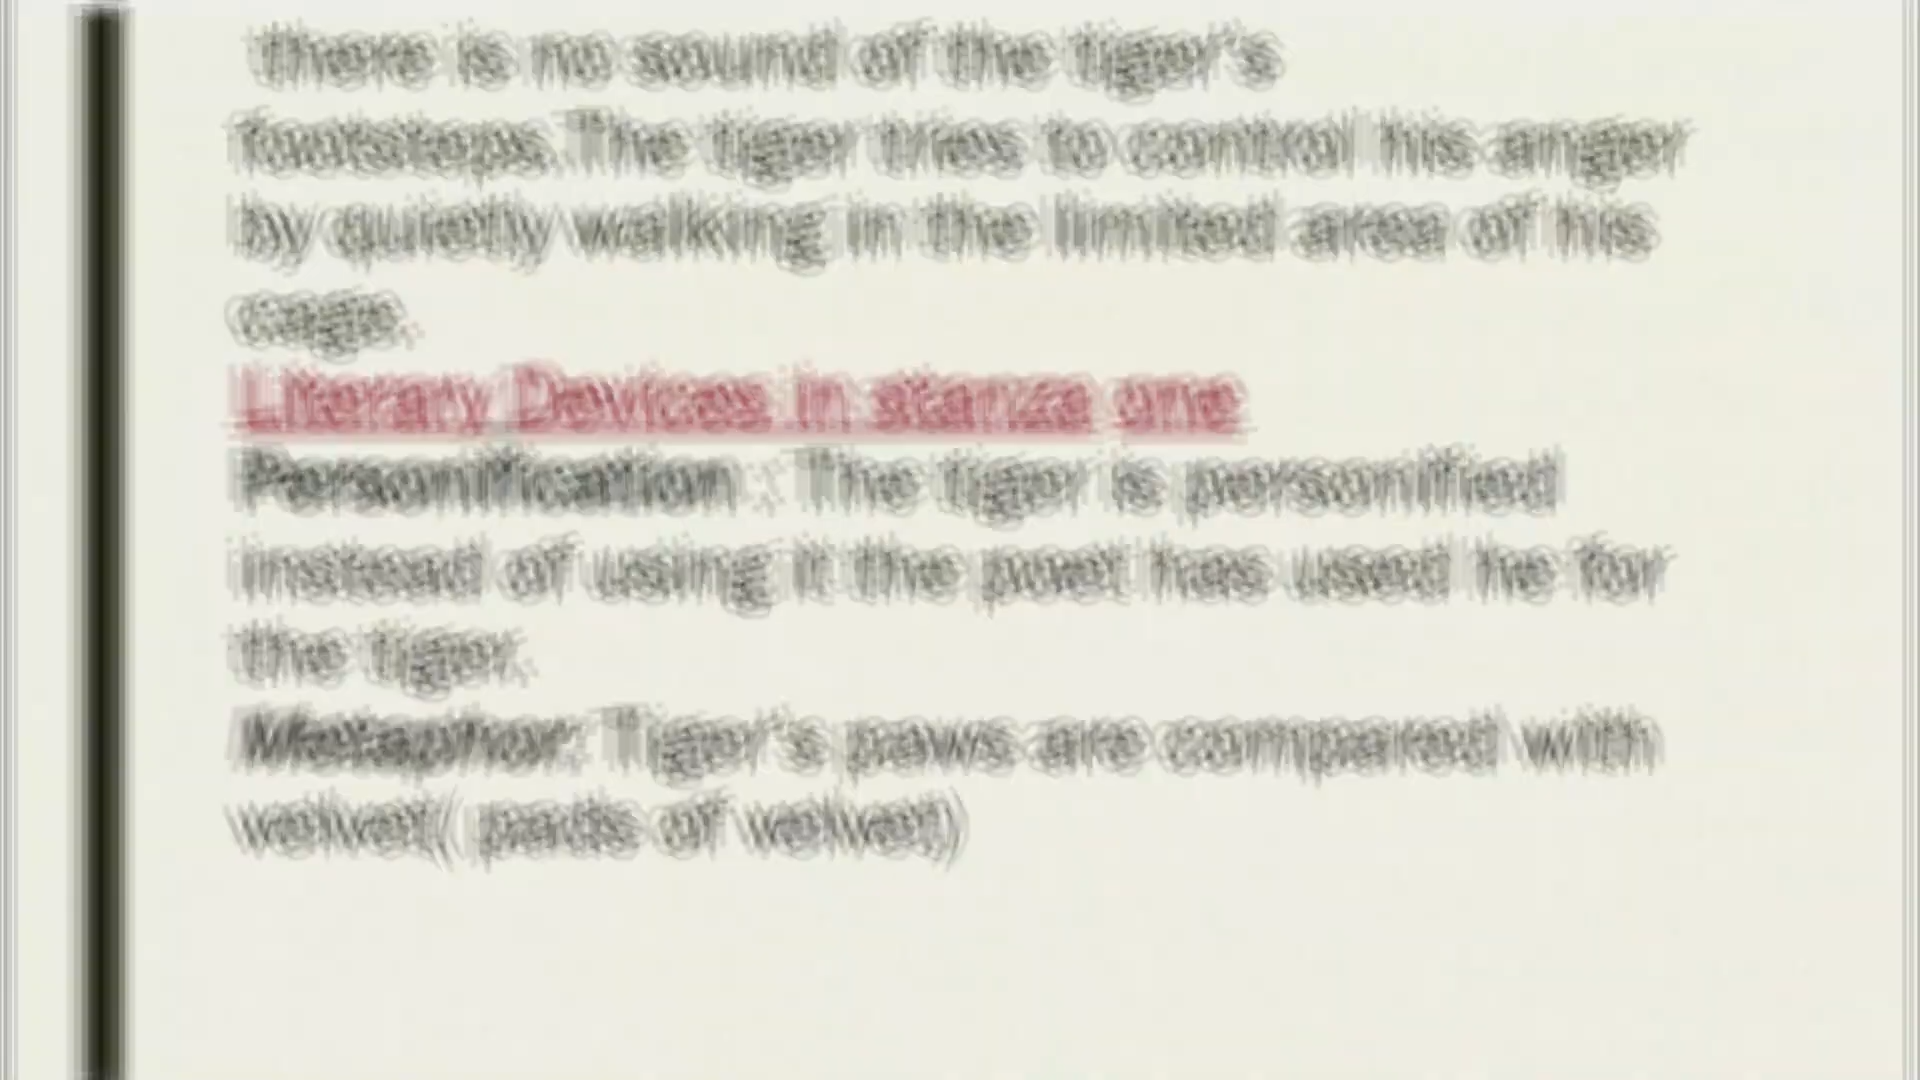 there is no sound of the tiger's
footsteps.The tiger tries to control his anger
by quietly walking in the limited area of his
cage.
Literary Devices in stanza one
Personification : The tiger is personified
instead of using it the poet has used he for
the tiger.
Metaphor: Tiger's paws are compared with
velvet( pads of velvet)